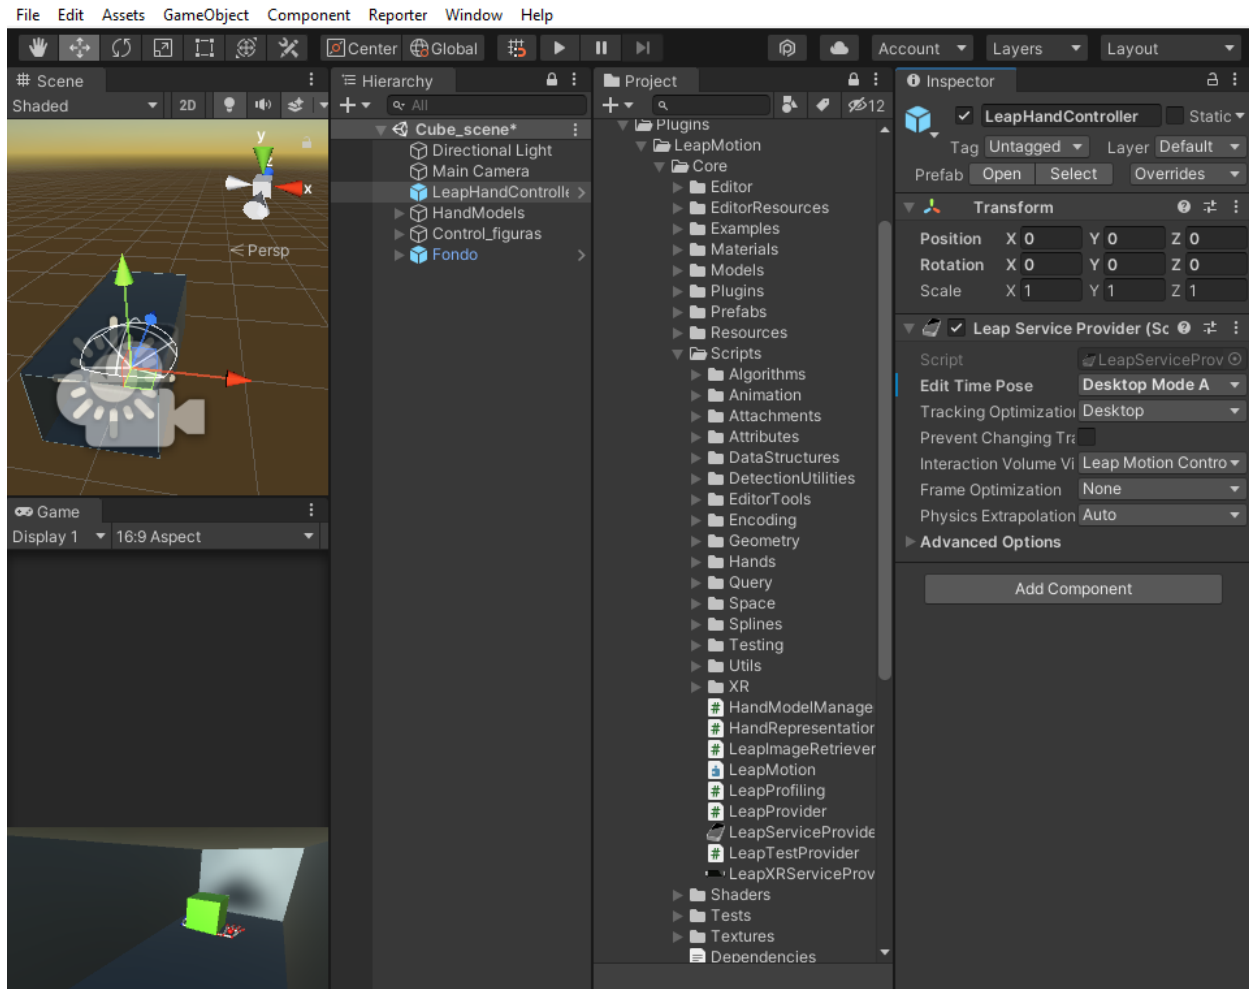 File Edit Assets GameObject Component Reporter Window Help
Center Global Account Layers Layout
Scene
Shaded 2D
y
z
x
Persp
Game
Display 1 16:9 Aspect
Hierarchy
All
Cube_scene*
Directional Light
Main Camera
LeapHandControlle
HandModels
Control_figuras
Fondo
Project
12
Plugins
LeapMotion
Core
Editor
EditorResources
Examples
Materials
Models
Plugins
Prefabs
Resources
Scripts
Algorithms
Animation
Attachments
Attributes
DataStructures
DetectionUtilities
EditorTools
Encoding
Geometry
Hands
Query
Space
Splines
Testing
Utils
XR
HandModelManage
HandRepresentation
LeapImageRetriever
LeapMotion
LeapProfiling
LeapProvider
LeapServiceProvide
LeapTestProvider
LeapXRServiceProv
Shaders
Tests
Textures
Dependencies
Inspector
LeapHandController Static
Tag Untagged Layer Default
Prefab Open Select Overrides
Transform
Position X 0 Y 0 Z 0
Rotation X 0 Y 0 Z 0
Scale X 1 Y 1 Z 1
Leap Service Provider (Sc
Script LeapServiceProv
Edit Time Pose Desktop Mode A
Tracking Optimization Desktop
Prevent Changing Tra
Interaction Volume Vi Leap Motion Contro
Frame Optimization None
Physics Extrapolation Auto
Advanced Options
Add Component